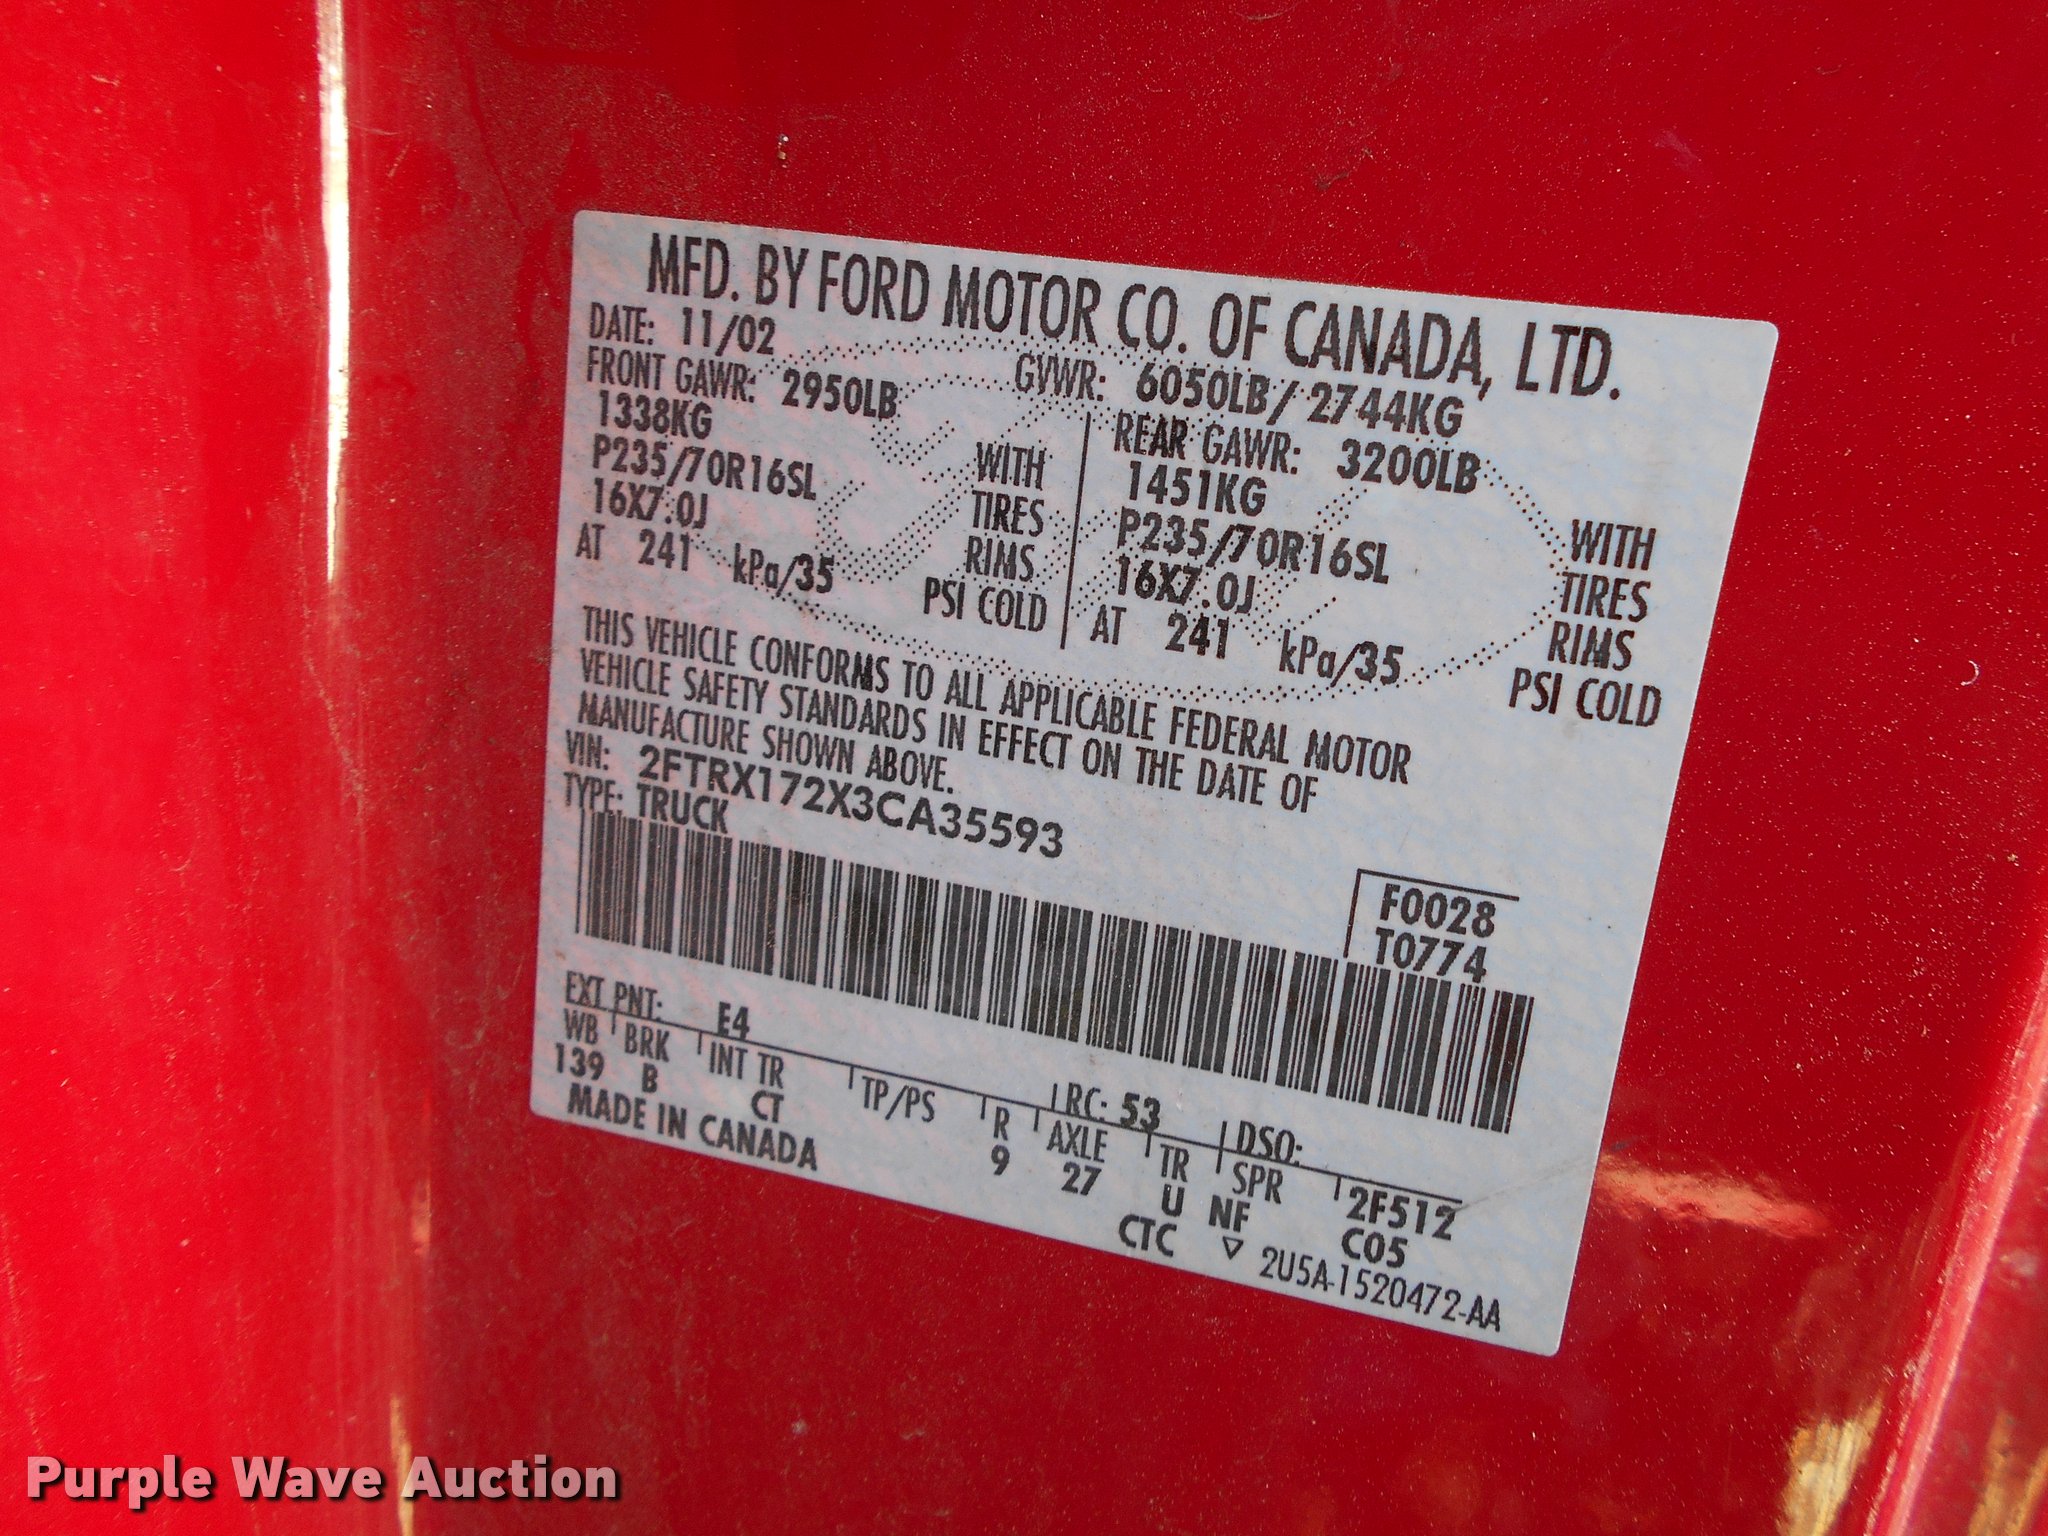 MFD. BY FORD MOTOR CO. OF CANADA, LTD.
DATE: 11/02 GVWR: 6050LB/2744KG
FRONT GAWR: 2950LB REAR GAWR: 3200LB
1338KG WITH 1451KG WITH
P235/70R16SL TIRES P235/70R16SL TIRES
16X7.0J RIMS 16X7.0J RIMS
AT 241 kPa/35 PSI COLD AT 241 kPa/35 PSI COLD
THIS VEHICLE CONFORMS TO ALL APPLICABLE FEDERAL MOTOR
VEHICLE SAFETY STANDARDS IN EFFECT ON THE DATE OF
MANUFACTURE SHOWN ABOVE.
VIN: 2FTRX172X3CA35593
TYPE: TRUCK
F0028
T0774
EXT PNT: E4 RC: 53 DSO:
WB BRK INT TR TP/PS R AXLE TR SPR 2F512
139 B CT 9 27 U NF C05
MADE IN CANADA CTC ▽ 2U5A-1520472-AA
Purple Wave Auction